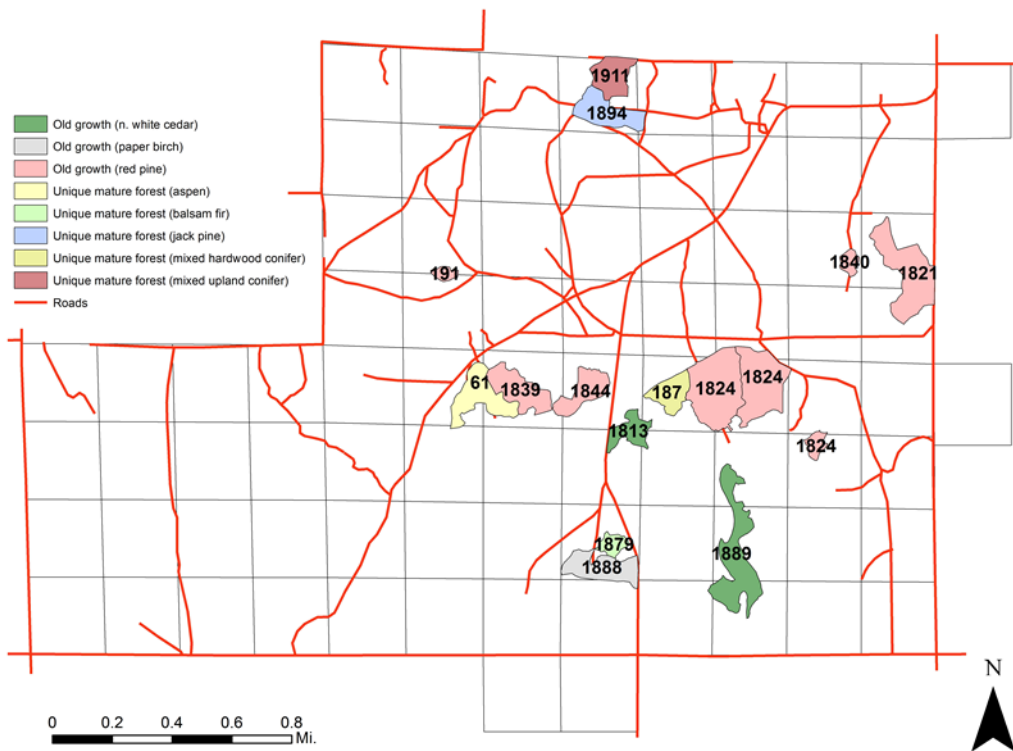 1911
1894
Old growth (n. white cedar)
Old growth (paper birch)
Old growth (red pine)
Unique mature forest (aspen)
Unique mature forest (balsam fir)
Unique mature forest (jack pine)
Unique mature forest (mixed hardwood conifer)
Unique mature forest (mixed upland conifer)
Roads
191
1840
1821
61
1839
1844
187
1824
1824
1813
1824
1879
1888
1889
N
0 0.2 0.4 0.6 0.8
Mi.